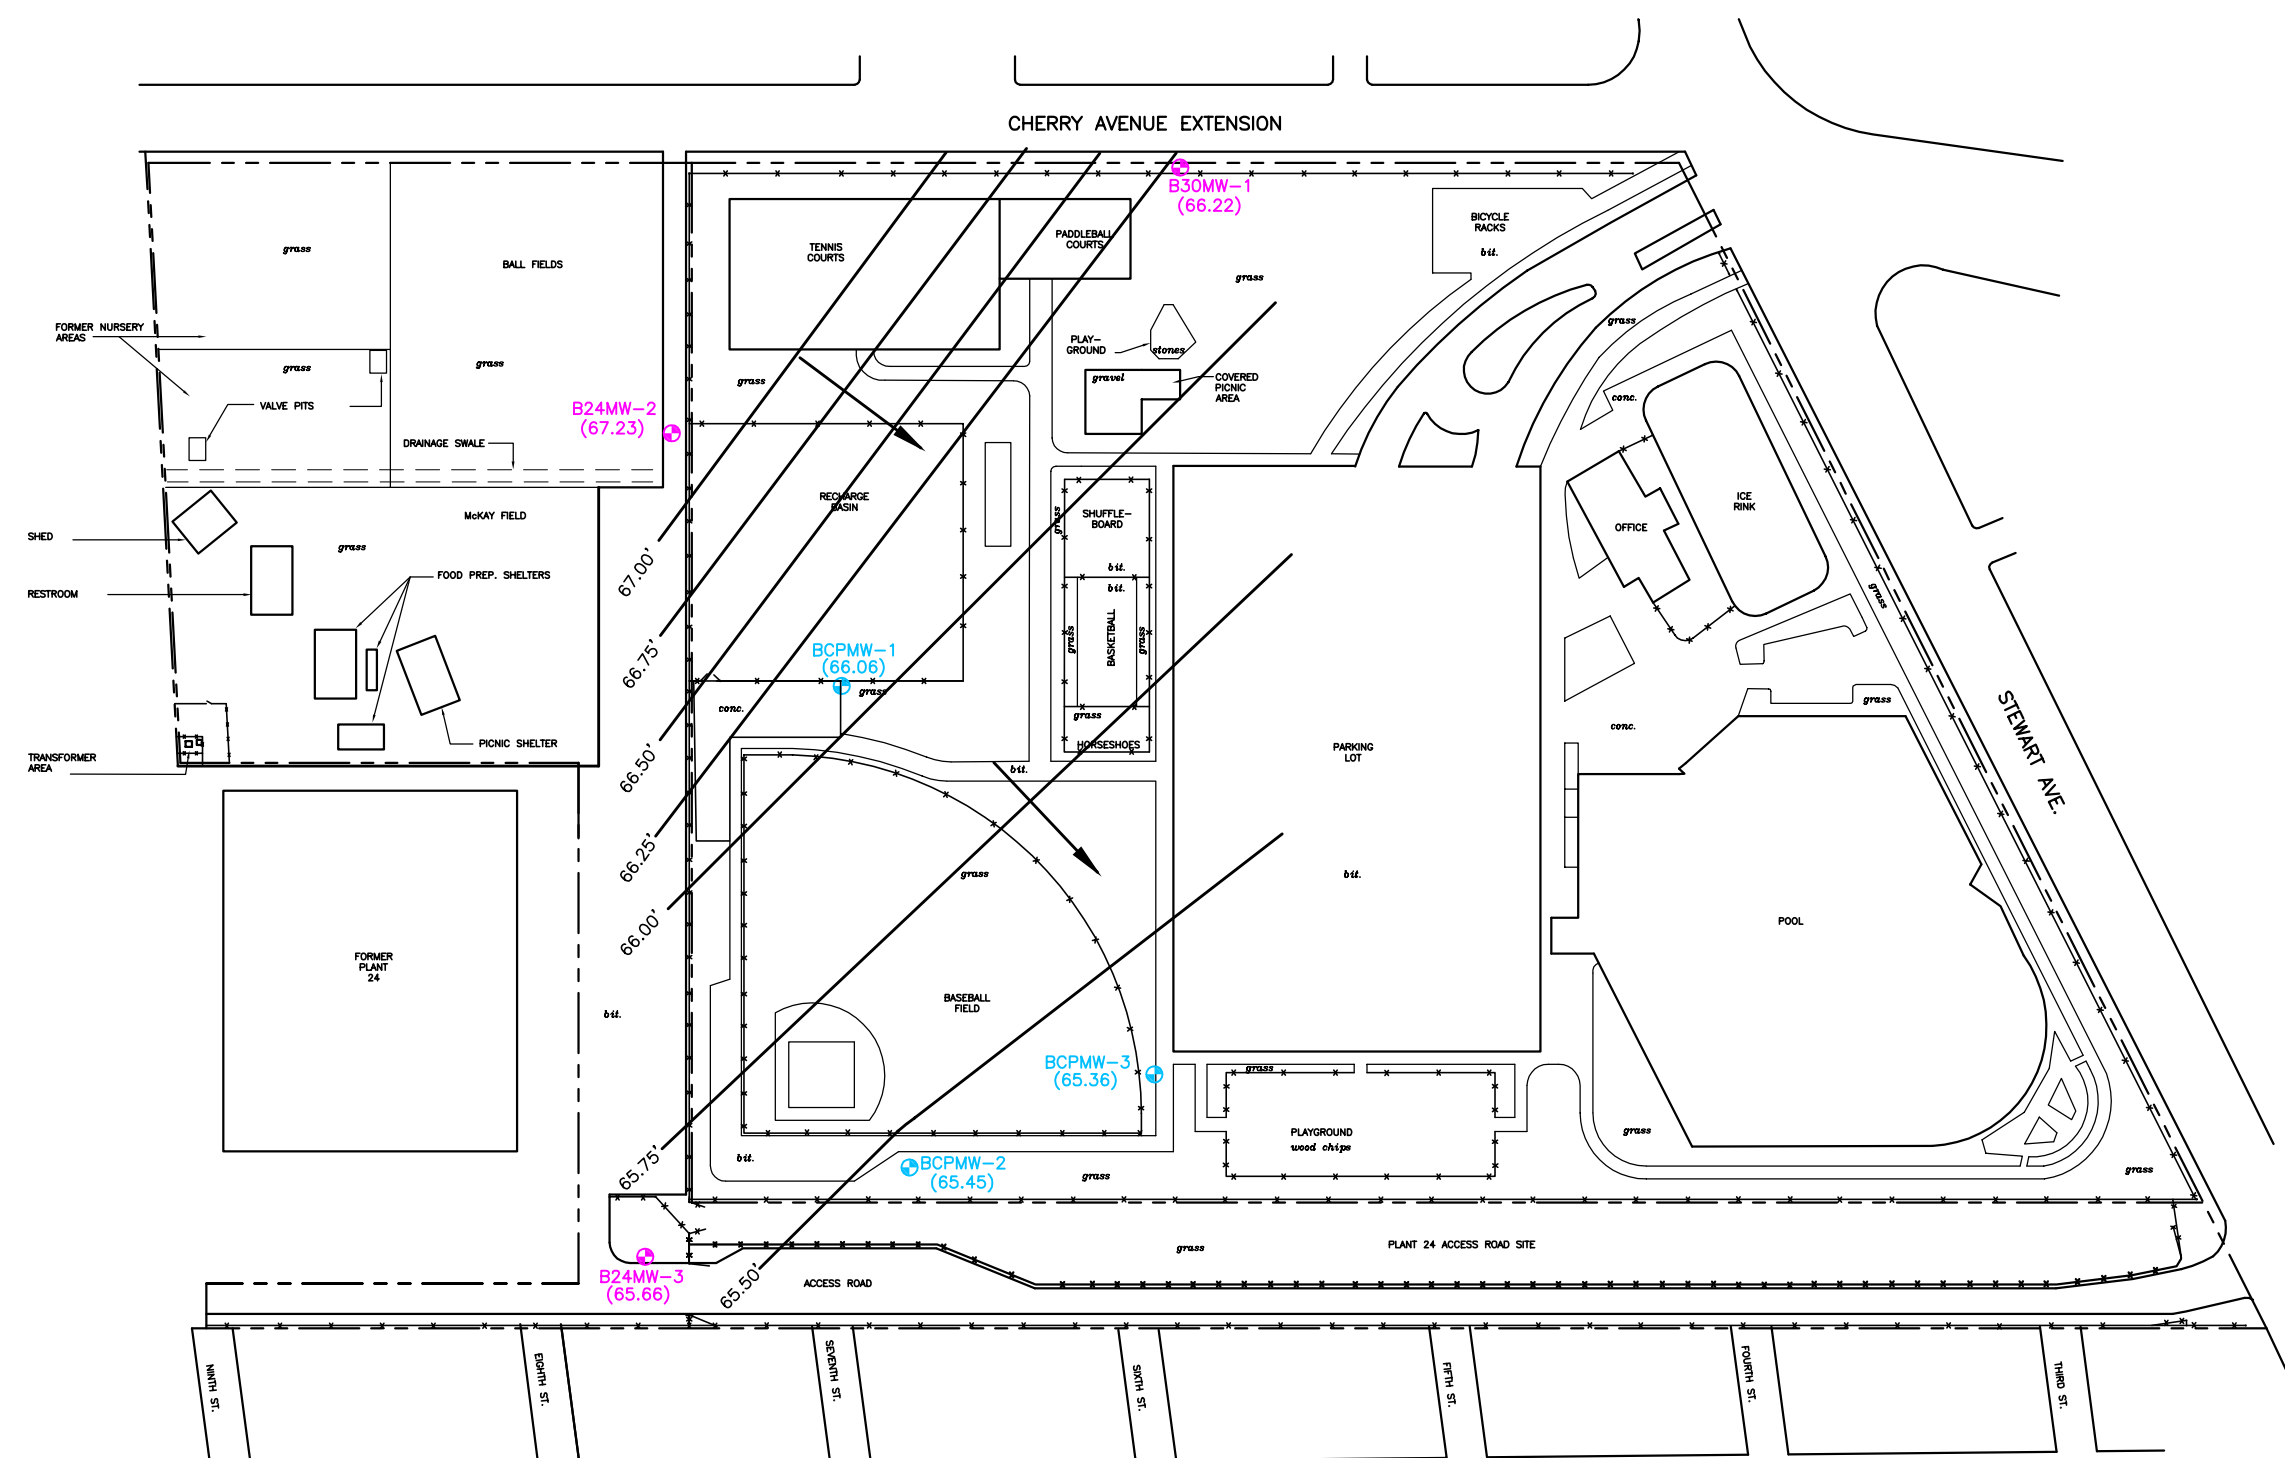 CHERRY AVENUE EXTENSION
B30MW-1
(66.22)
BICYCLE
RACKS
bit.
TENNIS
COURTS
PADDLEBALL
COURTS
grass
BALL FIELDS
grass
grass
FORMER NURSERY
AREAS
grass
grass
grass
PLAY-
GROUND
stones
gravel
COVERED
PICNIC
AREA
grass
conc.
VALVE PITS
B24MW-2
(67.23)
DRAINAGE SWALE
RECHARGE
BASIN
McKAY FIELD
grass
SHED
SHUFFLE-
BOARD
grass
bit.
bit.
ICE
RINK
OFFICE
FOOD PREP. SHELTERS
RESTROOM
67.00'
grass
BASKETBALL
grass
grass
BCPMW-1
(66.06)
grass
66.75'
conc.
grass
HORSESHOES
grass
conc.
STEWART AVE.
PICNIC SHELTER
TRANSFORMER
AREA
66.50'
bit.
PARKING
LOT
66.25'
grass
bit.
66.00'
POOL
FORMER
PLANT
24
bit.
BASEBALL
FIELD
BCPMW-3
(65.36)
grass
PLAYGROUND
wood chips
grass
65.75'
bit.
BCPMW-2
(65.45)
grass
grass
grass
PLANT 24 ACCESS ROAD SITE
B24MW-3
(65.66)
65.50'
ACCESS ROAD
NINTH ST.
EIGHTH ST.
SEVENTH ST.
SIXTH ST.
FIFTH ST.
FOURTH ST.
THIRD ST.